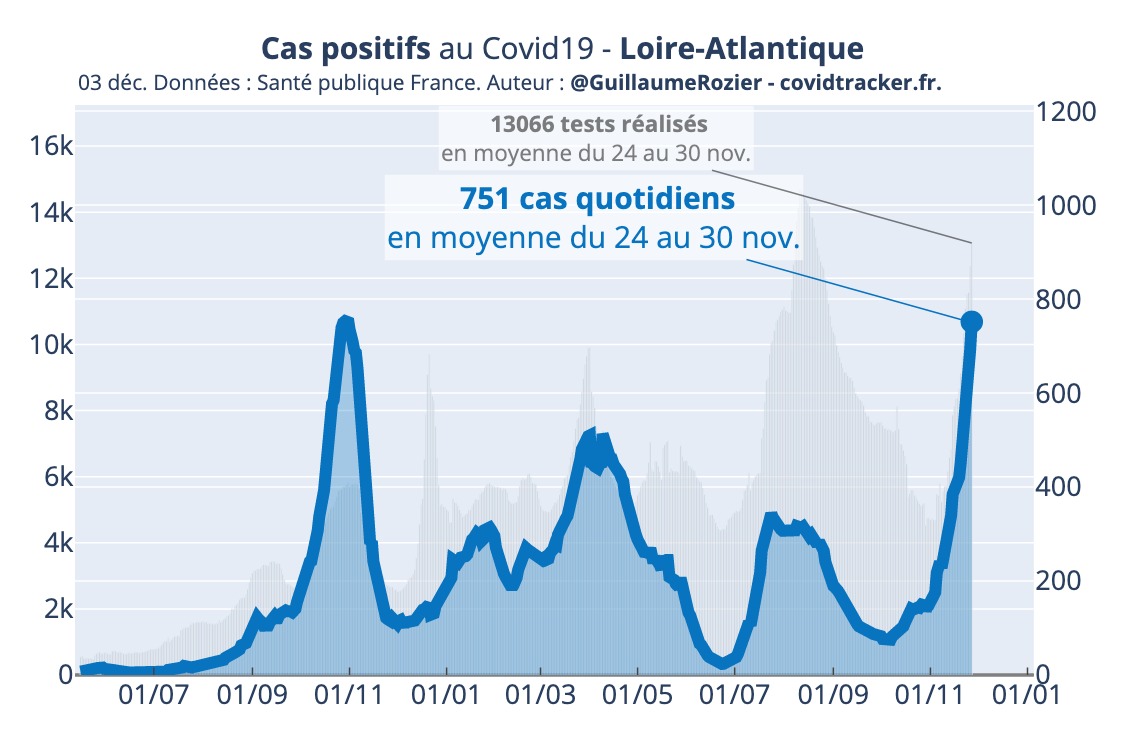 Cas positifs au Covid19 - Loire-Atlantique
03 déc. Données : Santé publique France. Auteur : @GuillaumeRozier - covidtracker.fr.
13066 tests réalisés
en moyenne du 24 au 30 nov.
751 cas quotidiens
en moyenne du 24 au 30 nov.
16k
14k
12k
10k
8k
6k
4k
2k
0
1200
1000
800
600
400
200
0
01/07 01/09 01/11 01/01 01/03 01/05 01/07 01/09 01/11 01/01